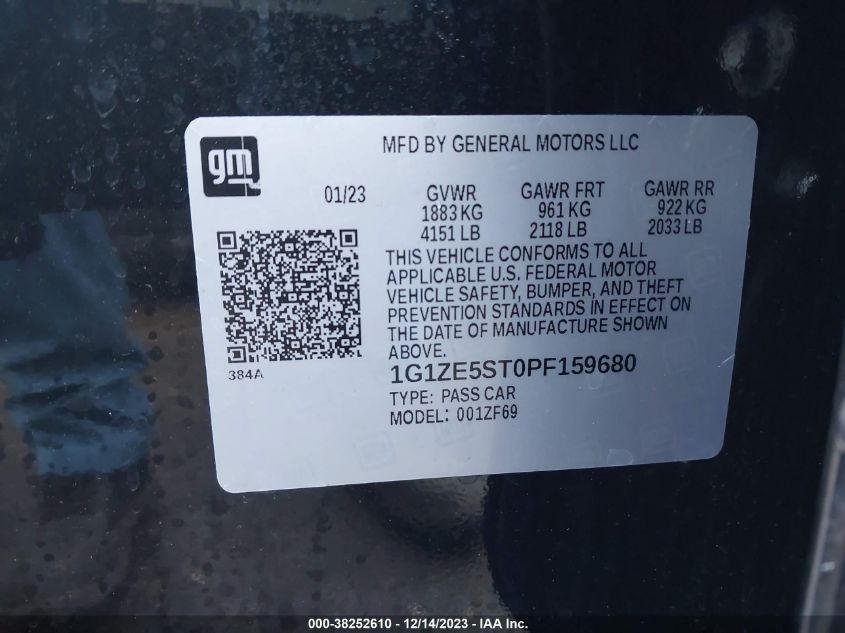 gm
MFD BY GENERAL MOTORS LLC
01/23 GVWR GAWR FRT GAWR RR
1883 KG 961 KG 922 KG
4151 LB 2118 LB 2033 LB
THIS VEHICLE CONFORMS TO ALL
APPLICABLE U.S. FEDERAL MOTOR
VEHICLE SAFETY, BUMPER, AND THEFT
PREVENTION STANDARDS IN EFFECT ON
THE DATE OF MANUFACTURE SHOWN
ABOVE.
384A
1G1ZE5ST0PF159680
TYPE: PASS CAR
MODEL: 001ZF69
000-38252610 - 12/14/2023 - IAA Inc.